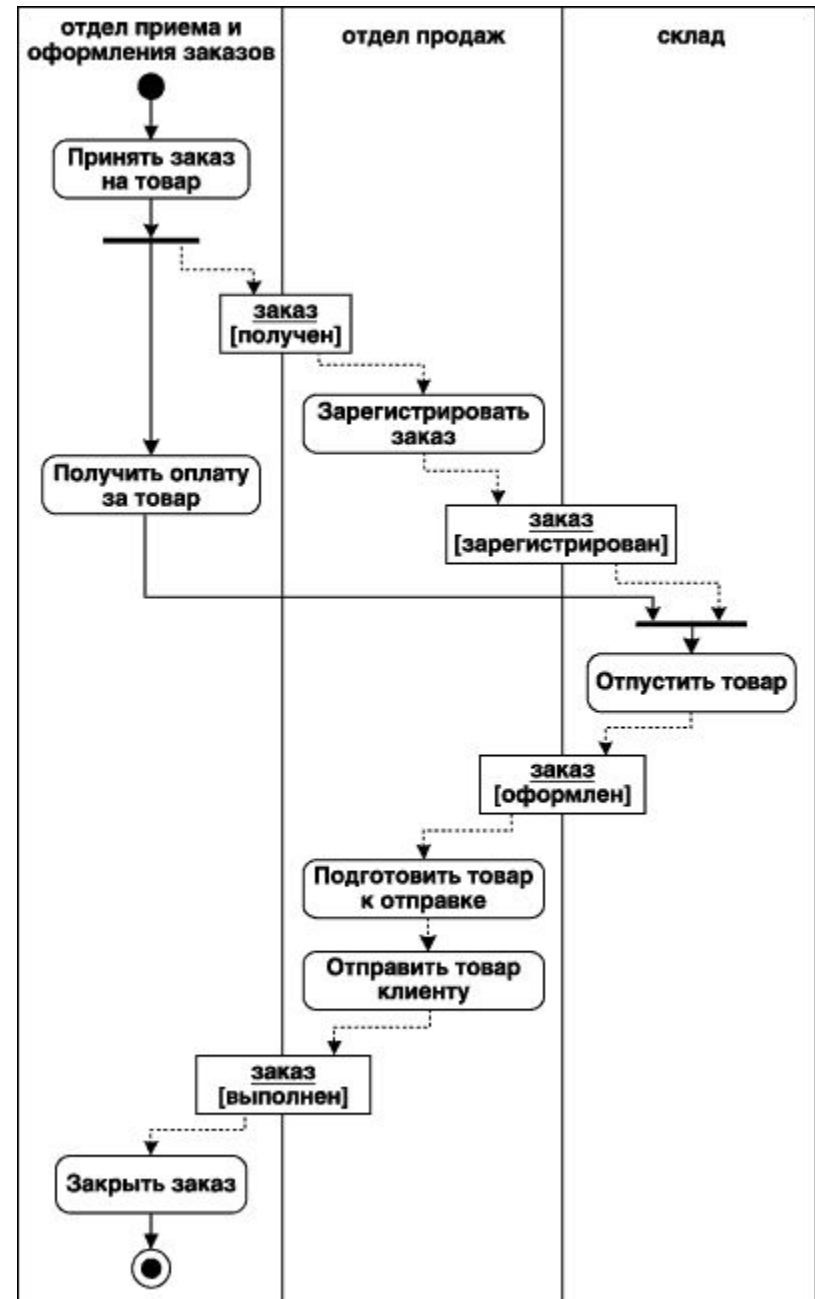 отдел приема и
оформления заказов
отдел продаж
склад
Принять заказ
на товар
заказ
[получен]
Зарегистрировать
заказ
Получить оплату
за товар
заказ
[зарегистрирован]
Отпустить товар
заказ
[оформлен]
Подготовить товар
к отправке
Отправить товар
клиенту
заказ
[выполнен]
Закрыть заказ